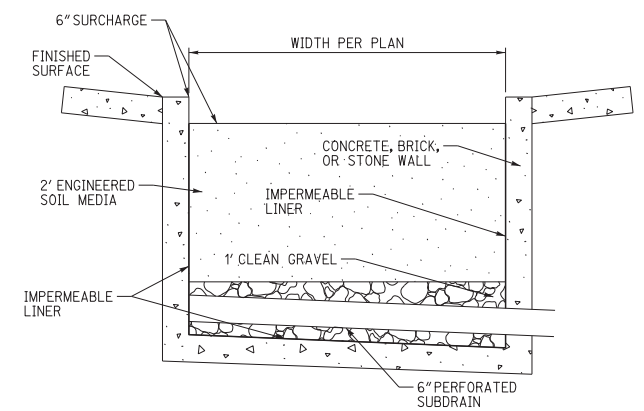 6" SURCHARGE
WIDTH PER PLAN
FINISHED
SURFACE
CONCRETE, BRICK,
OR STONE WALL
2' ENGINEERED
SOIL MEDIA
IMPERMEABLE
LINER
1' CLEAN GRAVEL
IMPERMEABLE
LINER
6" PERFORATED
SUBDRAIN